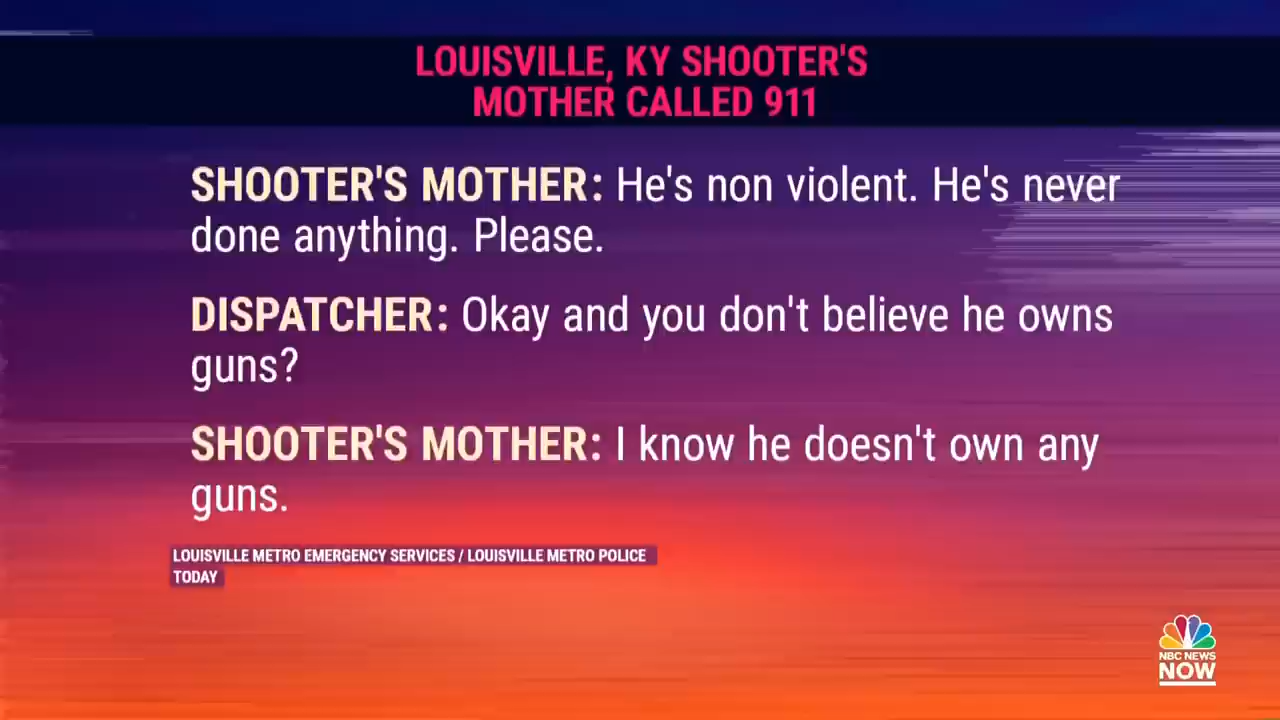 LOUISVILLE, KY SHOOTER'S
MOTHER CALLED 911
SHOOTER'S MOTHER: He's non violent. He's never
done anything. Please.
DISPATCHER: Okay and you don't believe he owns
guns?
SHOOTER'S MOTHER: I know he doesn't own any
guns.
LOUISVILLE METRO EMERGENCY SERVICES / LOUISVILLE METRO POLICE
TODAY
NBC NEWS
NOW